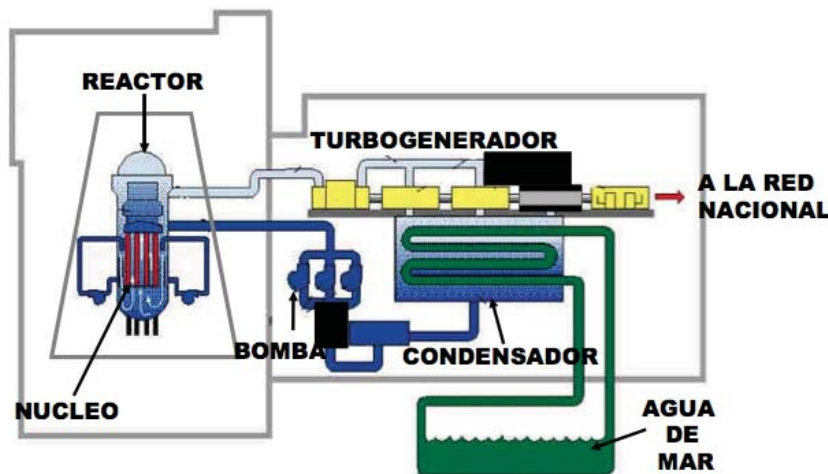 REACTOR
TURBOGENERADOR
A LA RED
NACIONAL
BOMBA
CONDENSADOR
NUCLEO
AGUA
DE
MAR